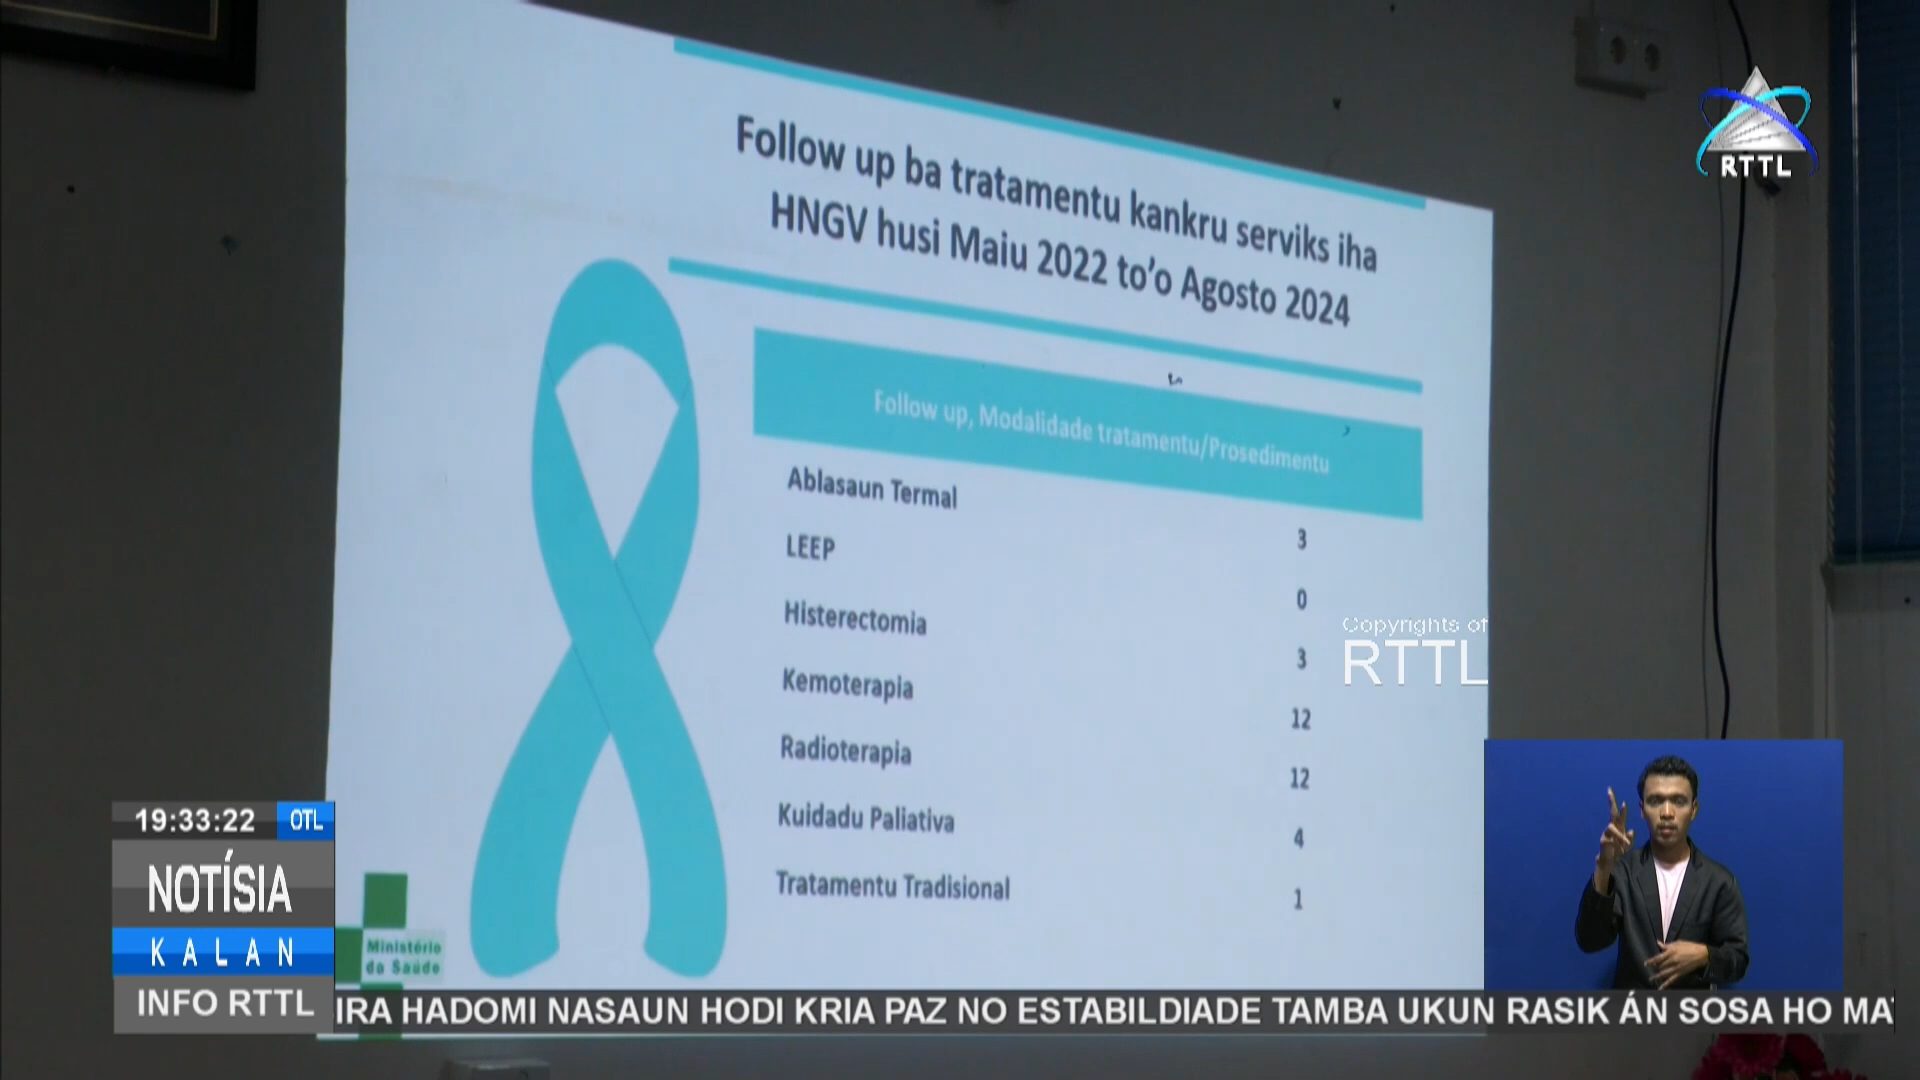 RTTL
Follow up ba tratamentu kankru serviks iha
HNGV husi Maiu 2022 to'o Agosto 2024
Follow up, Modalidade tratamentu/Prosedimentu
Ablasaun Termal 3
LEEP 0
Histerectomia 3
Kemoterapia 12
Radioterapia 12
Kuidadu Paliativa 4
Tratamentu Tradisional 1
Copyrights of
RTTL
Ministério
da Saúde
19:33:22 OTL
NOTÍSIA
KALAN
INFO RTTL
IRA HADOMI NASAUN HODI KRIA PAZ NO ESTABILDIADE TAMBA UKUN RASIK ÁN SOSA HO MA